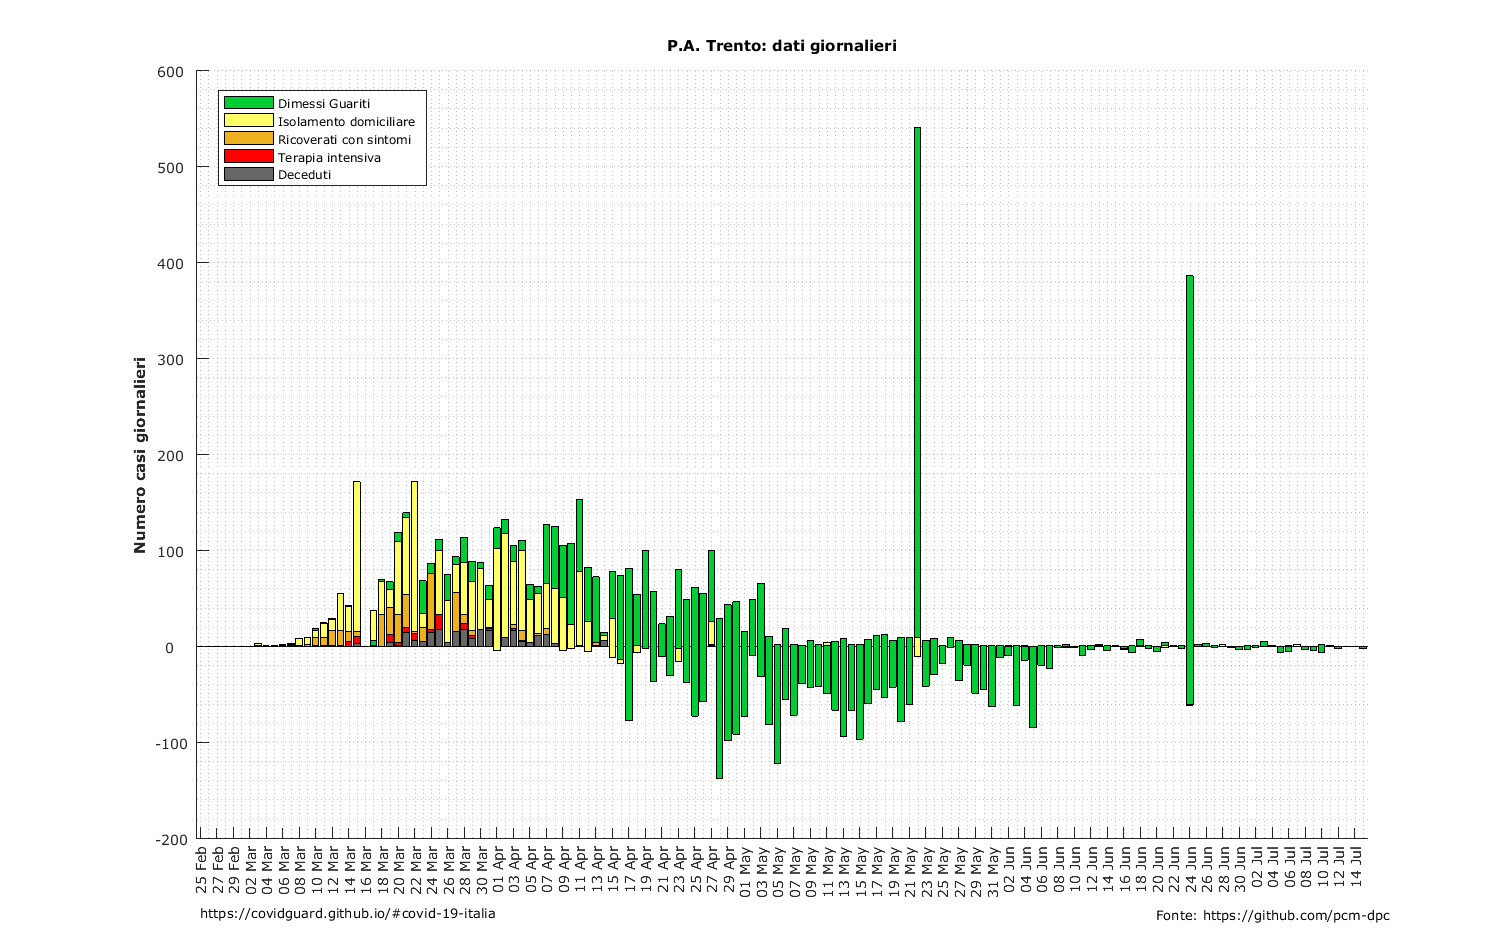 P.A. Trento: dati giornalieri
600
500
400
300
200
100
0
-100
-200
Numero casi giornalieri
Dimessi Guariti
Isolamento domiciliare
Ricoverati con sintomi
Terapia intensiva
Deceduti
25 Feb
27 Feb
29 Feb
02 Mar
04 Mar
06 Mar
08 Mar
10 Mar
12 Mar
14 Mar
16 Mar
18 Mar
20 Mar
22 Mar
24 Mar
26 Mar
28 Mar
30 Mar
01 Apr
03 Apr
05 Apr
07 Apr
09 Apr
11 Apr
13 Apr
15 Apr
17 Apr
19 Apr
21 Apr
23 Apr
25 Apr
27 Apr
29 Apr
01 May
03 May
05 May
07 May
09 May
11 May
13 May
15 May
17 May
19 May
21 May
23 May
25 May
27 May
29 May
31 May
02 Jun
04 Jun
06 Jun
08 Jun
10 Jun
12 Jun
14 Jun
16 Jun
18 Jun
20 Jun
22 Jun
24 Jun
26 Jun
28 Jun
30 Jun
02 Jul
04 Jul
06 Jul
08 Jul
10 Jul
12 Jul
14 Jul
https://covidguard.github.io/#covid-19-italia
Fonte: https://github.com/pcm-dpc